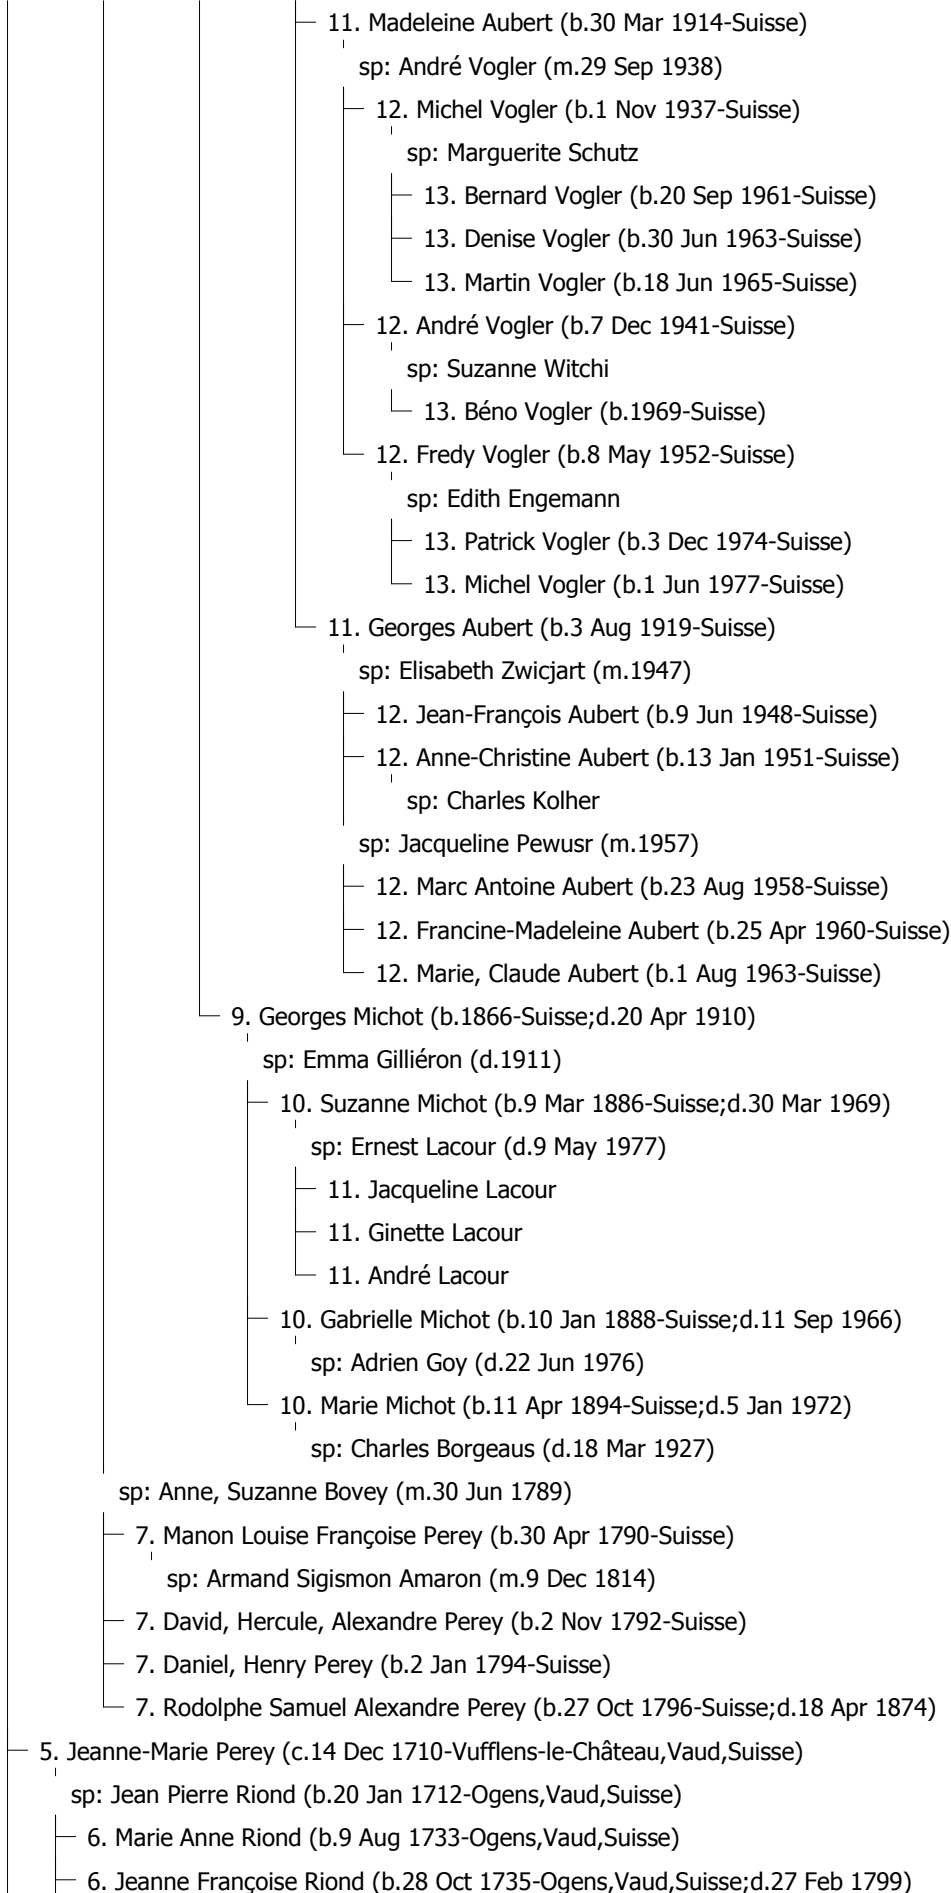 11. Madeleine Aubert (b.30 Mar 1914-Suisse)
sp: André Vogler (m.29 Sep 1938)
12. Michel Vogler (b.1 Nov 1937-Suisse)
sp: Marguerite Schutz
13. Bernard Vogler (b.20 Sep 1961-Suisse)
13. Denise Vogler (b.30 Jun 1963-Suisse)
13. Martin Vogler (b.18 Jun 1965-Suisse)
12. André Vogler (b.7 Dec 1941-Suisse)
sp: Suzanne Witchi
13. Béno Vogler (b.1969-Suisse)
12. Fredy Vogler (b.8 May 1952-Suisse)
sp: Edith Engemann
13. Patrick Vogler (b.3 Dec 1974-Suisse)
13. Michel Vogler (b.1 Jun 1977-Suisse)
11. Georges Aubert (b.3 Aug 1919-Suisse)
sp: Elisabeth Zwicjart (m.1947)
12. Jean-François Aubert (b.9 Jun 1948-Suisse)
12. Anne-Christine Aubert (b.13 Jan 1951-Suisse)
sp: Charles Kolher
sp: Jacqueline Pewusr (m.1957)
12. Marc Antoine Aubert (b.23 Aug 1958-Suisse)
12. Francine-Madeleine Aubert (b.25 Apr 1960-Suisse)
12. Marie, Claude Aubert (b.1 Aug 1963-Suisse)
9. Georges Michot (b.1866-Suisse;d.20 Apr 1910)
sp: Emma Gilliéron (d.1911)
10. Suzanne Michot (b.9 Mar 1886-Suisse;d.30 Mar 1969)
sp: Ernest Lacour (d.9 May 1977)
11. Jacqueline Lacour
11. Ginette Lacour
11. André Lacour
10. Gabrielle Michot (b.10 Jan 1888-Suisse;d.11 Sep 1966)
sp: Adrien Goy (d.22 Jun 1976)
10. Marie Michot (b.11 Apr 1894-Suisse;d.5 Jan 1972)
sp: Charles Borgeaus (d.18 Mar 1927)
sp: Anne, Suzanne Bovey (m.30 Jun 1789)
7. Manon Louise Françoise Perey (b.30 Apr 1790-Suisse)
sp: Armand Sigismon Amaron (m.9 Dec 1814)
7. David, Hercule, Alexandre Perey (b.2 Nov 1792-Suisse)
7. Daniel, Henry Perey (b.2 Jan 1794-Suisse)
7. Rodolphe Samuel Alexandre Perey (b.27 Oct 1796-Suisse;d.18 Apr 1874)
5. Jeanne-Marie Perey (c.14 Dec 1710-Vufflens-le-Château,Vaud,Suisse)
sp: Jean Pierre Riond (b.20 Jan 1712-Ogens,Vaud,Suisse)
6. Marie Anne Riond (b.9 Aug 1733-Ogens,Vaud,Suisse)
6. Jeanne Françoise Riond (b.28 Oct 1735-Ogens,Vaud,Suisse;d.27 Feb 1799)